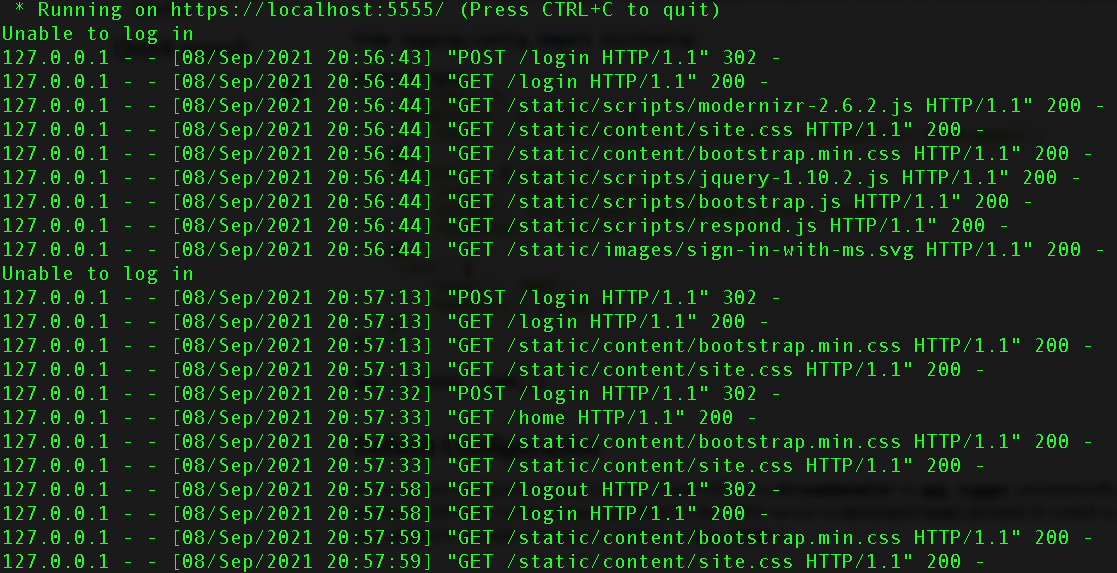 * Running on https://localhost:5555/ (Press CTRL+C to quit)
Unable to log in
127.0.0.1 - - [08/Sep/2021 20:56:43] "POST /login HTTP/1.1" 302 -
127.0.0.1 - - [08/Sep/2021 20:56:44] "GET /login HTTP/1.1" 200 -
127.0.0.1 - - [08/Sep/2021 20:56:44] "GET /static/scripts/modernizr-2.6.2.js HTTP/1.1" 200 -
127.0.0.1 - - [08/Sep/2021 20:56:44] "GET /static/content/site.css HTTP/1.1" 200 -
127.0.0.1 - - [08/Sep/2021 20:56:44] "GET /static/content/bootstrap.min.css HTTP/1.1" 200 -
127.0.0.1 - - [08/Sep/2021 20:56:44] "GET /static/scripts/jquery-1.10.2.js HTTP/1.1" 200 -
127.0.0.1 - - [08/Sep/2021 20:56:44] "GET /static/scripts/bootstrap.js HTTP/1.1" 200 -
127.0.0.1 - - [08/Sep/2021 20:56:44] "GET /static/scripts/respond.js HTTP/1.1" 200 -
127.0.0.1 - - [08/Sep/2021 20:56:44] "GET /static/images/sign-in-with-ms.svg HTTP/1.1" 200 -
Unable to log in
127.0.0.1 - - [08/Sep/2021 20:57:13] "POST /login HTTP/1.1" 302 -
127.0.0.1 - - [08/Sep/2021 20:57:13] "GET /login HTTP/1.1" 200 -
127.0.0.1 - - [08/Sep/2021 20:57:13] "GET /static/content/bootstrap.min.css HTTP/1.1" 200 -
127.0.0.1 - - [08/Sep/2021 20:57:13] "GET /static/content/site.css HTTP/1.1" 200 -
127.0.0.1 - - [08/Sep/2021 20:57:32] "POST /login HTTP/1.1" 302 -
127.0.0.1 - - [08/Sep/2021 20:57:33] "GET /home HTTP/1.1" 200 -
127.0.0.1 - - [08/Sep/2021 20:57:33] "GET /static/content/bootstrap.min.css HTTP/1.1" 200 -
127.0.0.1 - - [08/Sep/2021 20:57:33] "GET /static/content/site.css HTTP/1.1" 200 -
127.0.0.1 - - [08/Sep/2021 20:57:58] "GET /logout HTTP/1.1" 302 -
127.0.0.1 - - [08/Sep/2021 20:57:58] "GET /login HTTP/1.1" 200 -
127.0.0.1 - - [08/Sep/2021 20:57:59] "GET /static/content/bootstrap.min.css HTTP/1.1" 200 -
127.0.0.1 - - [08/Sep/2021 20:57:59] "GET /static/content/site.css HTTP/1.1" 200 -